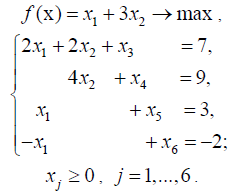 f(x) = x₁ + 3x₂ → max,
2x₁ + 2x₂ + x₃ = 7,
4x₂ + x₄ = 9,
x₁ + x₅ = 3,
−x₁ + x₆ = −2;
xⱼ ≥ 0, j = 1,...,6.